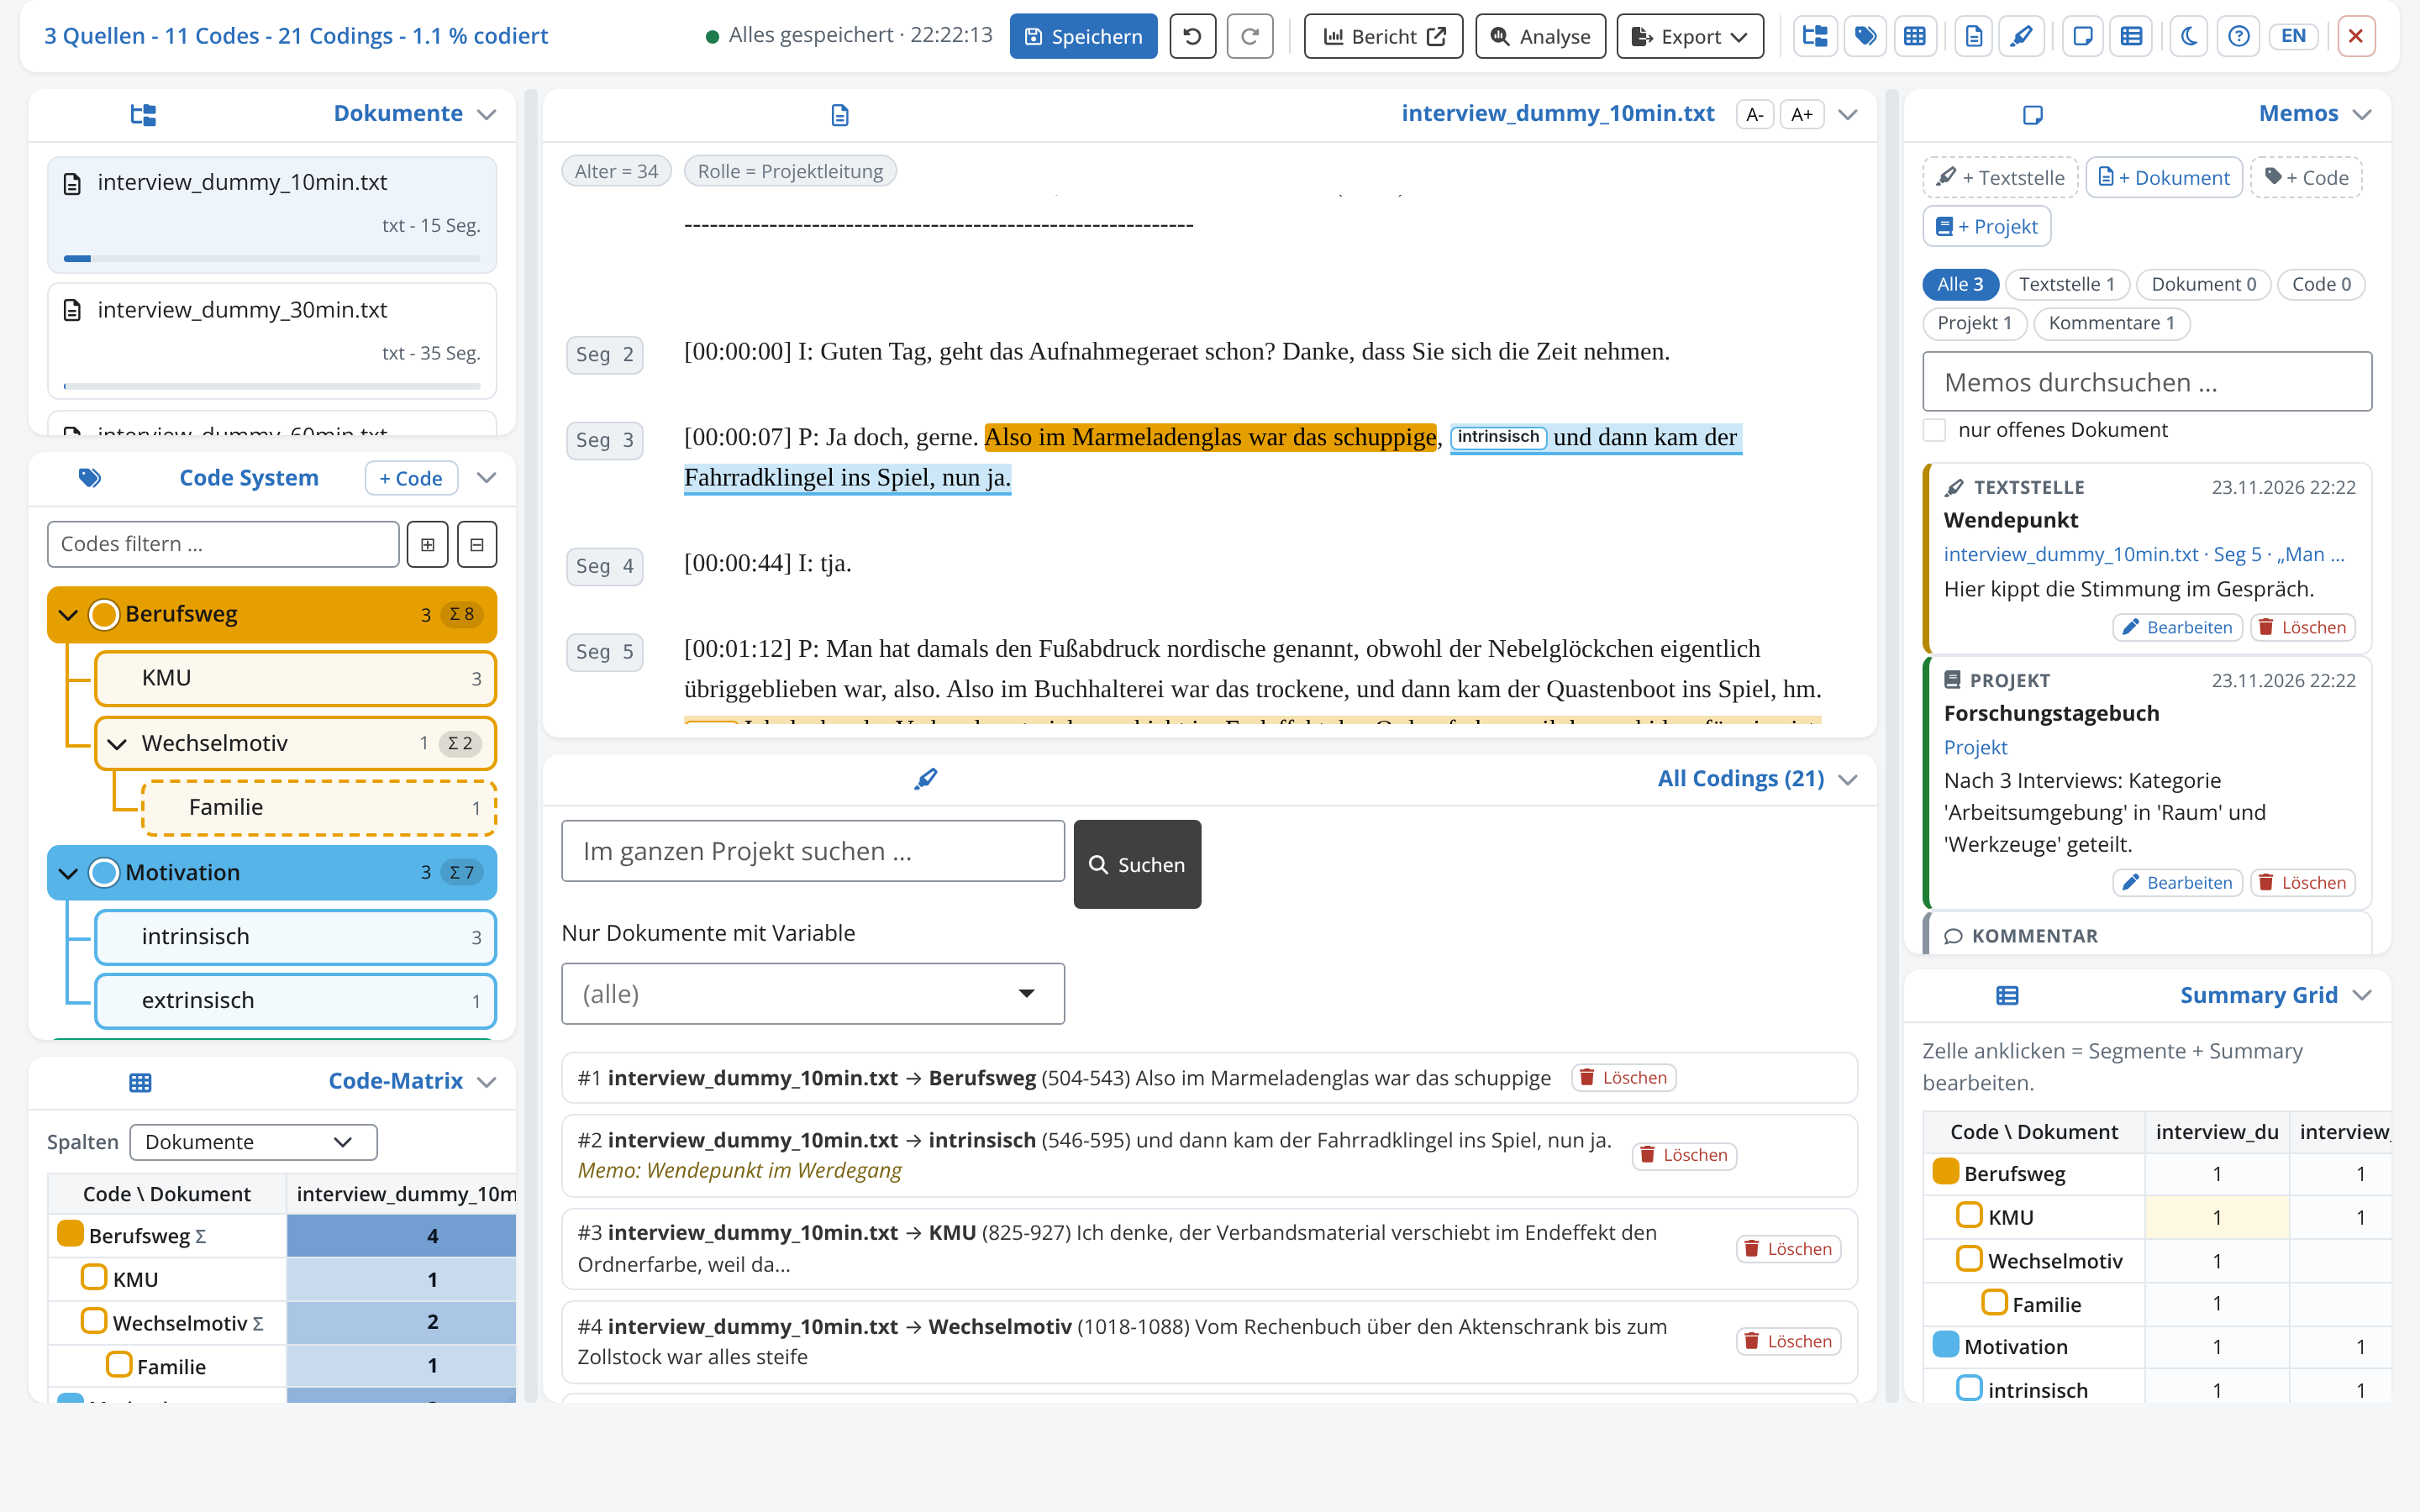 3 Quellen - 11 Codes - 21 Codings - 1.1 % codiert
Alles gespeichert · 22:22:13
Speichern
Bericht
Analyse
Export
EN
Dokumente
interview_dummy_10min.txt
txt - 15 Seg.
interview_dummy_30min.txt
txt - 35 Seg.
interview_dummy_60min.txt
Code System
+ Code
Codes filtern ...
Berufsweg 3 Σ 8
KMU 3
Wechselmotiv 1 Σ 2
Familie 1
Motivation 3 Σ 7
intrinsisch 3
extrinsisch 1
Code-Matrix
Spalten Dokumente
Code \ Dokument interview_dummy_10m
Berufsweg Σ 4
KMU 1
Wechselmotiv Σ 2
Familie 1
interview_dummy_10min.txt A- A+
Alter = 34 Rolle = Projektleitung
------------------------------------------------------------
Seg 2 [00:00:00] I: Guten Tag, geht das Aufnahmegeraet schon? Danke, dass Sie sich die Zeit nehmen.
Seg 3 [00:00:07] P: Ja doch, gerne. Also im Marmeladenglas war das schuppige, intrinsisch und dann kam der
Fahrradklingel ins Spiel, nun ja.
Seg 4 [00:00:44] I: tja.
Seg 5 [00:01:12] P: Man hat damals den Fußabdruck nordische genannt, obwohl der Nebelglöckchen eigentlich
übriggeblieben war, also. Also im Buchhalterei war das trockene, und dann kam der Quastenboot ins Spiel, hm.
All Codings (21)
Im ganzen Projekt suchen ...
Suchen
Nur Dokumente mit Variable
(alle)
#1 interview_dummy_10min.txt → Berufsweg (504-543) Also im Marmeladenglas war das schuppige Löschen
#2 interview_dummy_10min.txt → intrinsisch (546-595) und dann kam der Fahrradklingel ins Spiel, nun ja.
Memo: Wendepunkt im Werdegang
Löschen
#3 interview_dummy_10min.txt → KMU (825-927) Ich denke, der Verbandsmaterial verschiebt im Endeffekt den
Ordnerfarbe, weil da...
Löschen
#4 interview_dummy_10min.txt → Wechselmotiv (1018-1088) Vom Rechenbuch über den Aktenschrank bis zum
Zollstock war alles steife
Löschen
Memos
+ Textstelle + Dokument + Code
+ Projekt
Alle 3 Textstelle 1 Dokument 0 Code 0
Projekt 1 Kommentare 1
Memos durchsuchen ...
nur offenes Dokument
TEXTSTELLE 23.11.2026 22:22
Wendepunkt
interview_dummy_10min.txt · Seg 5 · „Man ...
Hier kippt die Stimmung im Gespräch.
Bearbeiten Löschen
PROJEKT 23.11.2026 22:22
Forschungstagebuch
Projekt
Nach 3 Interviews: Kategorie
'Arbeitsumgebung' in 'Raum' und
'Werkzeuge' geteilt.
Bearbeiten Löschen
KOMMENTAR
Summary Grid
Zelle anklicken = Segmente + Summary
bearbeiten.
Code \ Dokument interview_du interview_
Berufsweg 1 1
KMU 1 1
Wechselmotiv 1
Familie 1
Motivation 1 1
intrinsisch 1 1